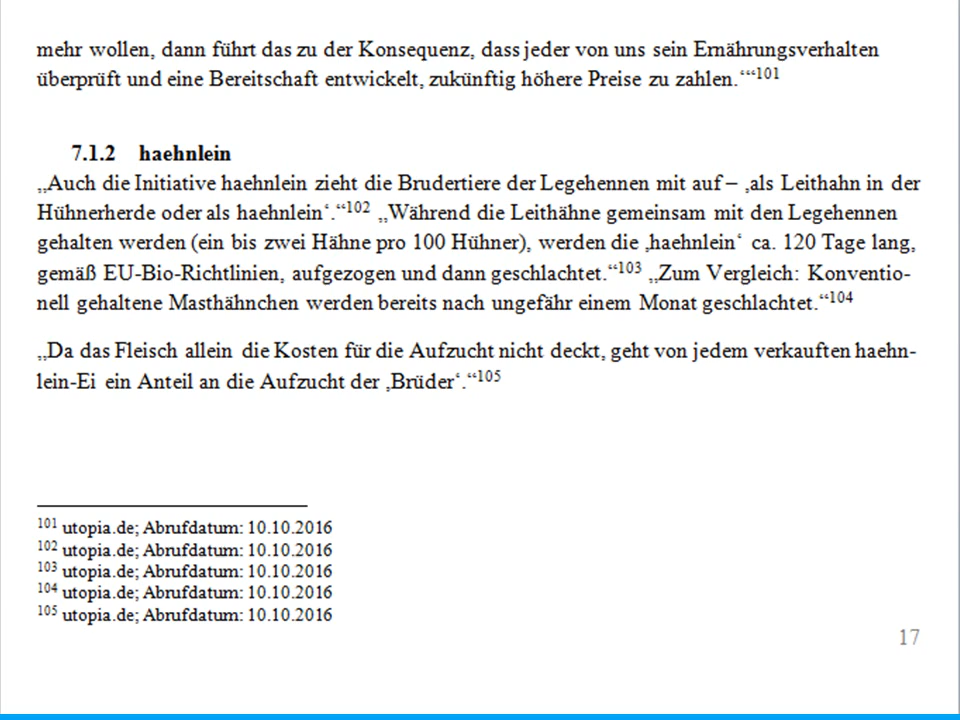 mehr wollen, dann führt das zu der Konsequenz, dass jeder von uns sein Ernährungsverhalten
überprüft und eine Bereitschaft entwickelt, zukünftig höhere Preise zu zahlen.‘“101
7.1.2 haehnlein
„Auch die Initiative haehnlein zieht die Brudertiere der Legehennen mit auf – ‚als Leithahn in der
Hühnerherde oder als haehnlein‘.“102 „Während die Leithähne gemeinsam mit den Legehennen
gehalten werden (ein bis zwei Hähne pro 100 Hühner), werden die ‚haehnlein‘ ca. 120 Tage lang,
gemäß EU-Bio-Richtlinien, aufgezogen und dann geschlachtet.“103 „Zum Vergleich: Konventio-
nell gehaltene Masthähnchen werden bereits nach ungefähr einem Monat geschlachtet.“104
„Da das Fleisch allein die Kosten für die Aufzucht nicht deckt, geht von jedem verkauften haehn-
lein-Ei ein Anteil an die Aufzucht der ‚Brüder‘.“105
101 utopia.de; Abrufdatum: 10.10.2016
102 utopia.de; Abrufdatum: 10.10.2016
103 utopia.de; Abrufdatum: 10.10.2016
104 utopia.de; Abrufdatum: 10.10.2016
105 utopia.de; Abrufdatum: 10.10.2016
17